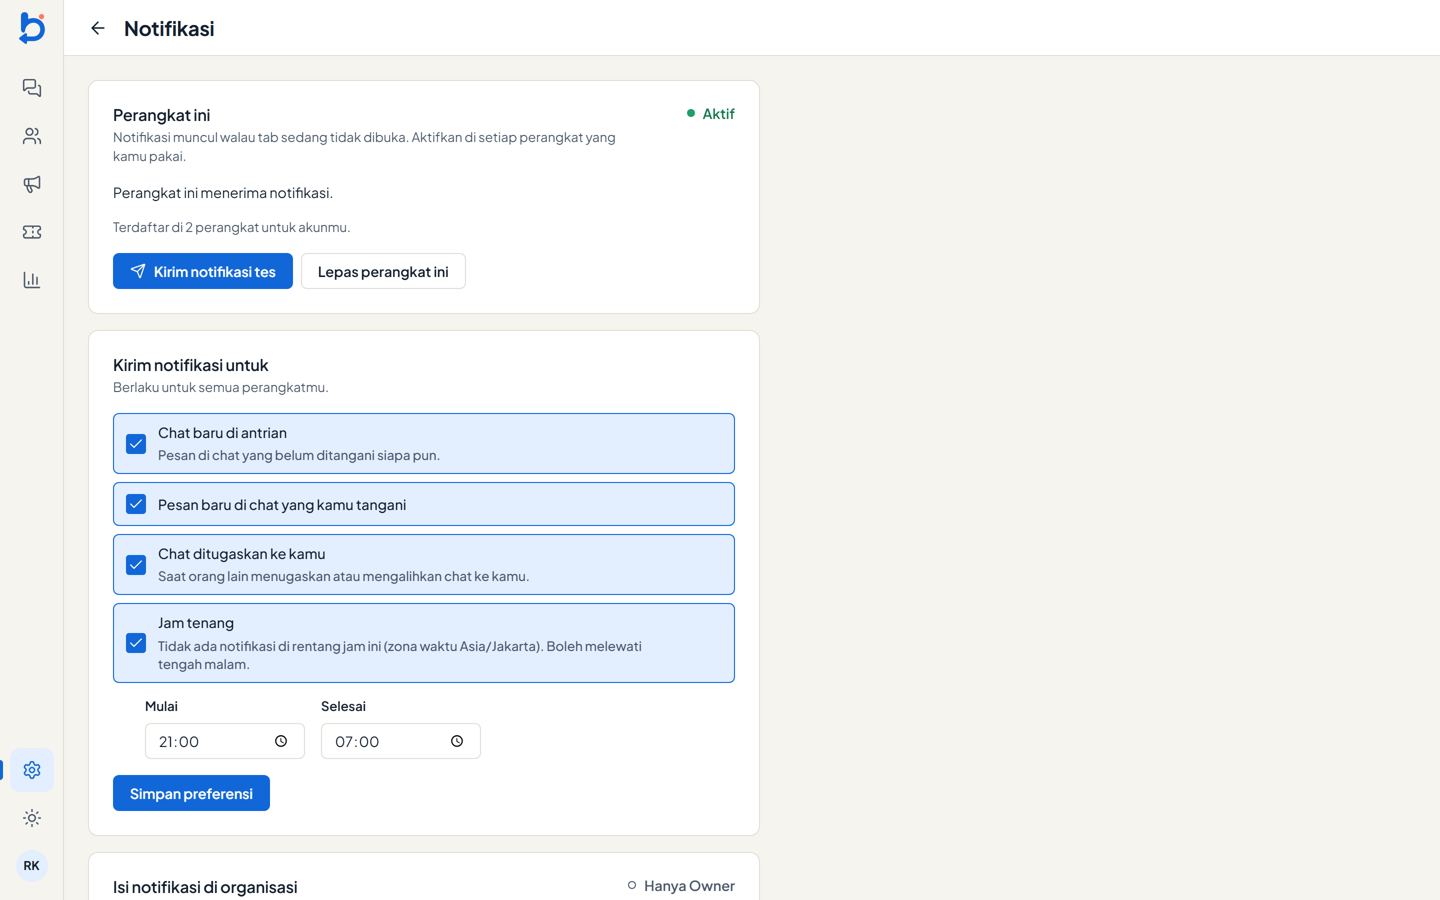 Notifikasi
Perangkat ini
Aktif
Notifikasi muncul walau tab sedang tidak dibuka. Aktifkan di setiap perangkat yang
kamu pakai.
Perangkat ini menerima notifikasi.
Terdaftar di 2 perangkat untuk akunmu.
Kirim notifikasi tes
Lepas perangkat ini
Kirim notifikasi untuk
Berlaku untuk semua perangkatmu.
Chat baru di antrian
Pesan di chat yang belum ditangani siapa pun.
Pesan baru di chat yang kamu tangani
Chat ditugaskan ke kamu
Saat orang lain menugaskan atau mengalihkan chat ke kamu.
Jam tenang
Tidak ada notifikasi di rentang jam ini (zona waktu Asia/Jakarta). Boleh melewati
tengah malam.
Mulai
Selesai
21:00
07:00
Simpan preferensi
RK
Isi notifikasi di organisasi
Hanya Owner